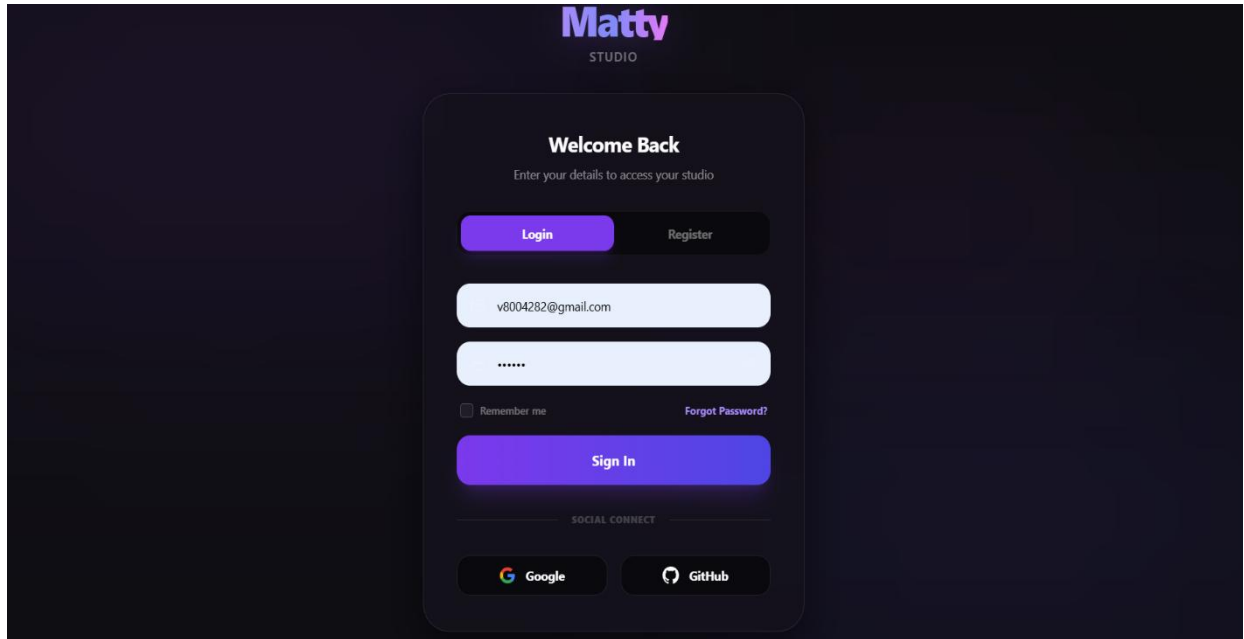 Matty
STUDIO
Welcome Back
Enter your details to access your studio
Login Register
v8004282@gmail.com
••••••
Remember me Forgot Password?
Sign In
SOCIAL CONNECT
Google GitHub